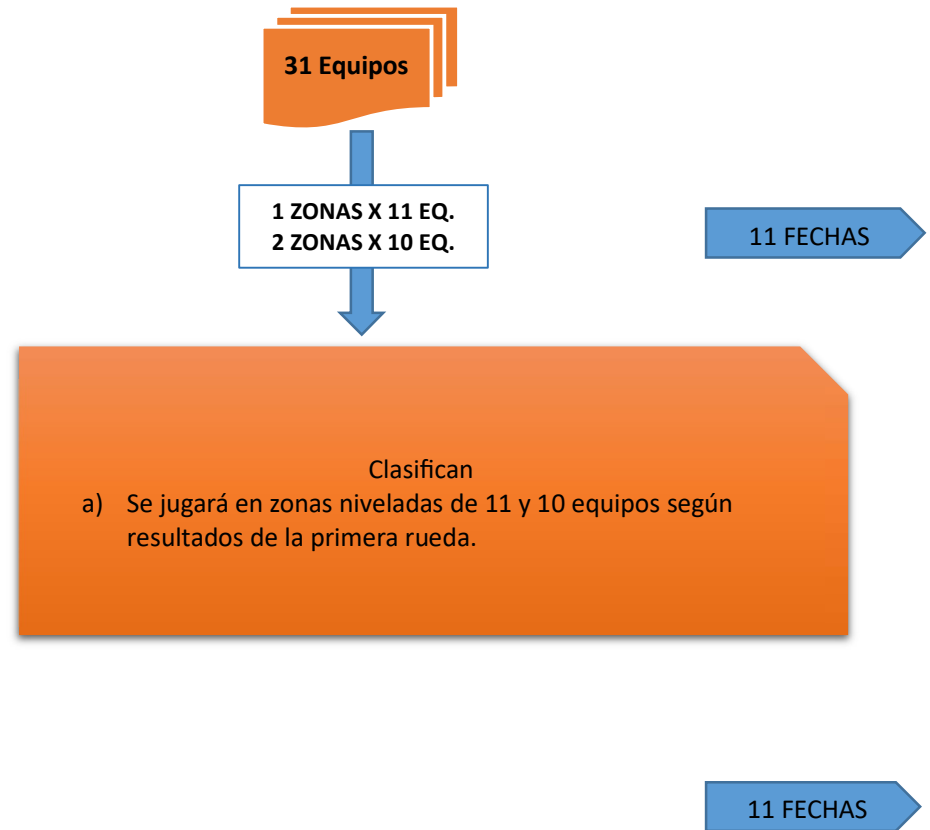 31 Equipos
1 ZONAS X 11 EQ.
2 ZONAS X 10 EQ.
11 FECHAS
Clasifican
a) Se jugará en zonas niveladas de 11 y 10 equipos según
resultados de la primera rueda.
11 FECHAS